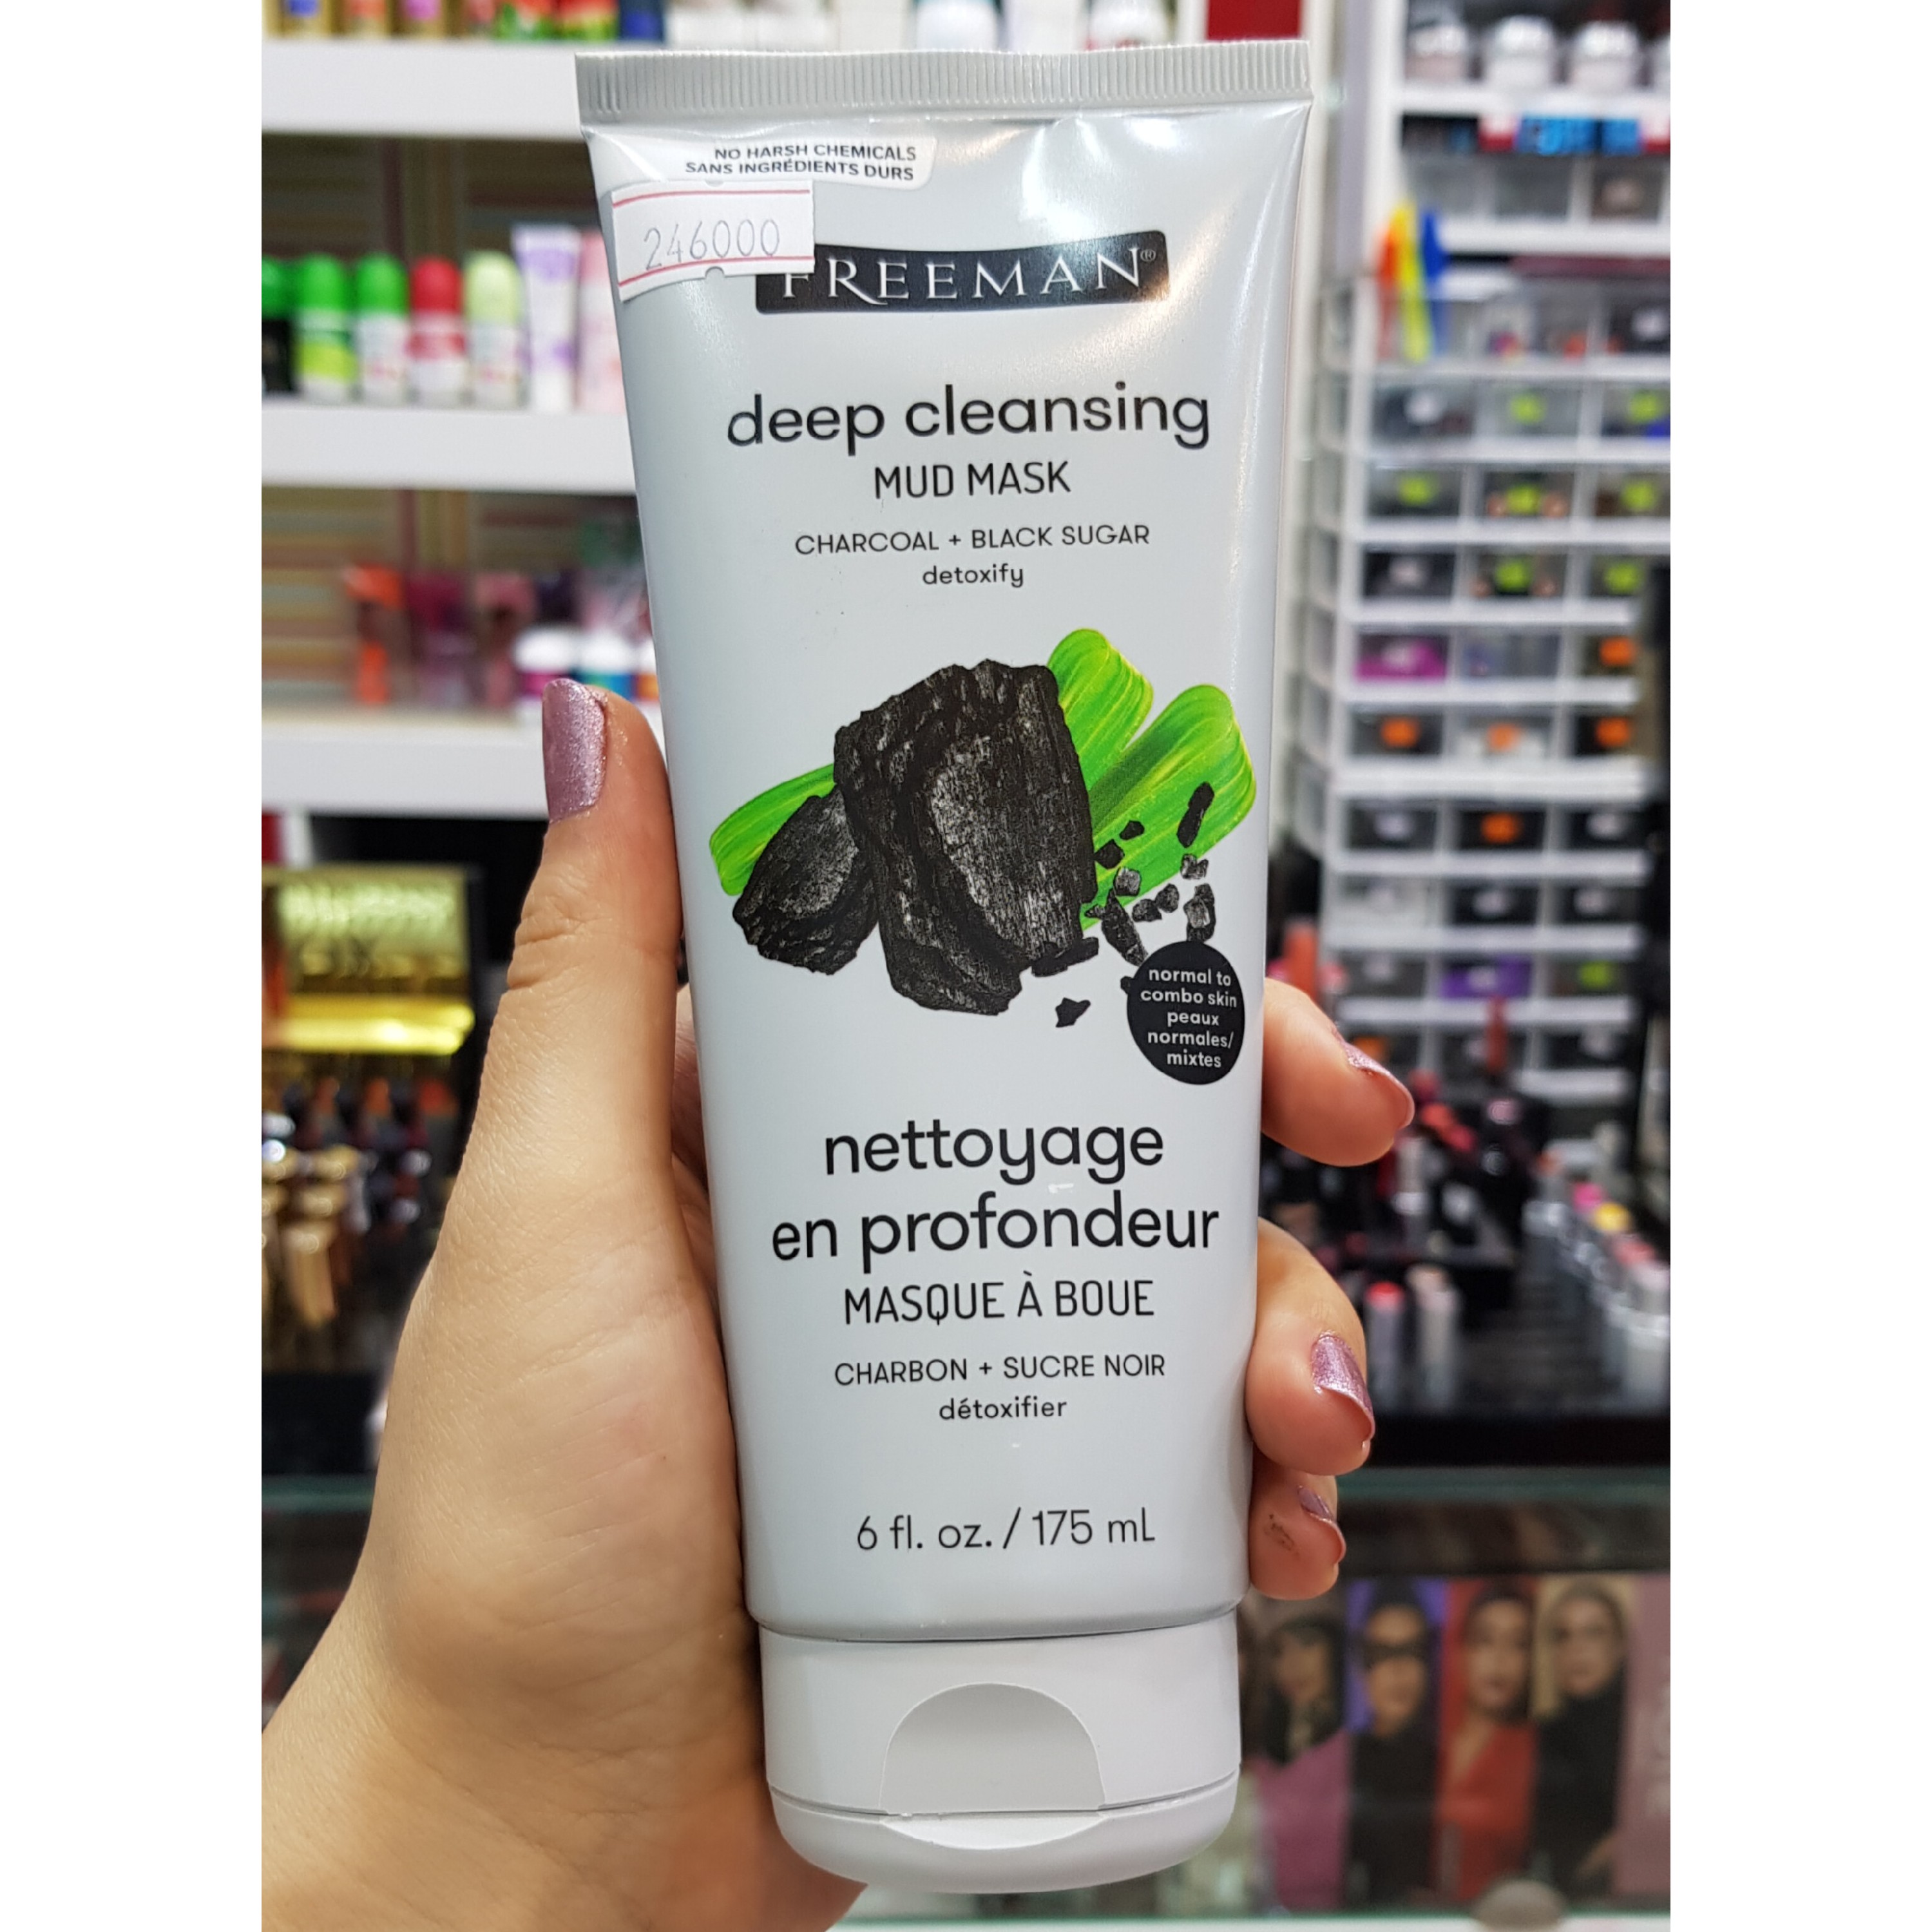 NO HARSH CHEMICALS
SANS INGRÉDIENTS DURS
246000
FREEMAN®
deep cleansing
MUD MASK
CHARCOAL + BLACK SUGAR
detoxify
normal to
combo skin
peaux
normales/
mixtes
nettoyage
en profondeur
MASQUE À BOUE
CHARBON + SUCRE NOIR
détoxifier
6 fl. oz. / 175 mL